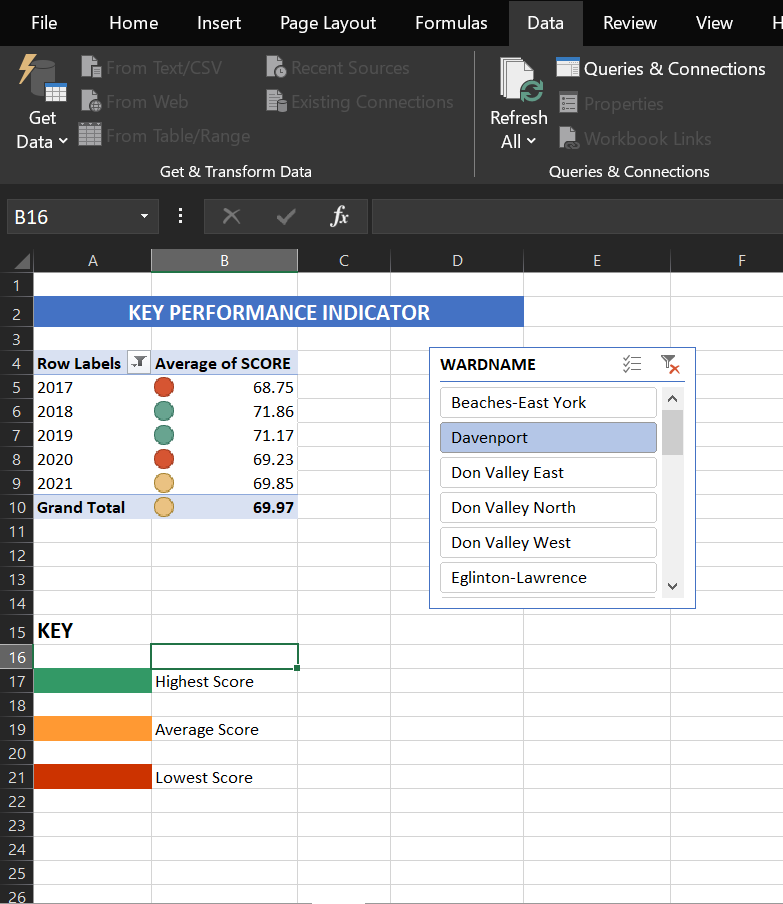 File Home Insert Page Layout Formulas Data Review View H
From Text/CSV Recent Sources Queries & Connections
From Web Existing Connections Properties
Get Data From Table/Range Refresh All Workbook Links
Get & Transform Data Queries & Connections
B16 fx
A B C D E F
1
2 KEY PERFORMANCE INDICATOR
3
4 Row Labels Average of SCORE WARDNAME
5 2017 68.75 Beaches-East York
6 2018 71.86
7 2019 71.17 Davenport
8 2020 69.23 Don Valley East
9 2021 69.85
10 Grand Total 69.97 Don Valley North
11
12 Don Valley West
13 Eglinton-Lawrence
14
15 KEY
16
17 Highest Score
18
19 Average Score
20
21 Lowest Score
22
23
24
25
26